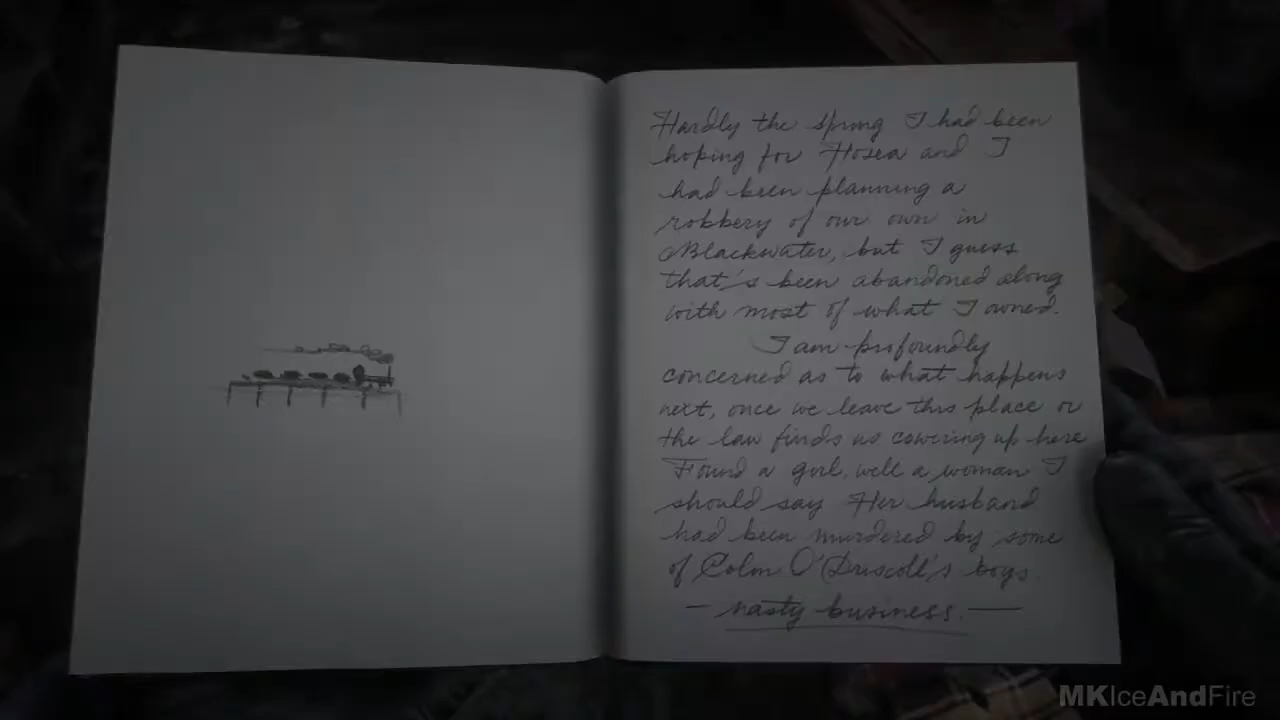 Hardly the spring I had been
hoping for Hosea and I
had been planning a
robbery of our own in
Blackwater, but I guess
that's been abandoned along
with most of what I owned.
I am profoundly
concerned as to what happens
next, once we leave this place or
the law finds us cowering up here
Found a girl, well a woman I
should say Her husband
had been murdered by some
of Colm O'Driscoll's boys.
— nasty business. —
MKIceAndFire